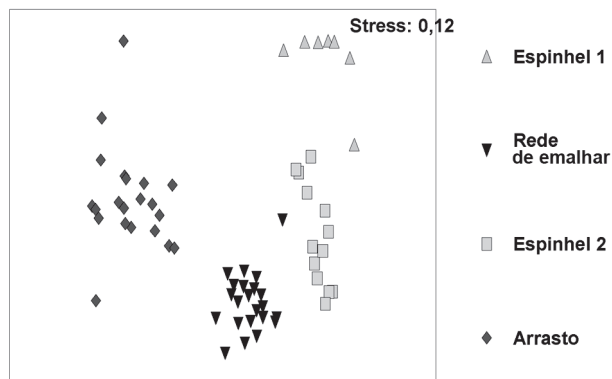 Stress: 0,12
Espinhel 1
Rede
de emalhar
Espinhel 2
Arrasto